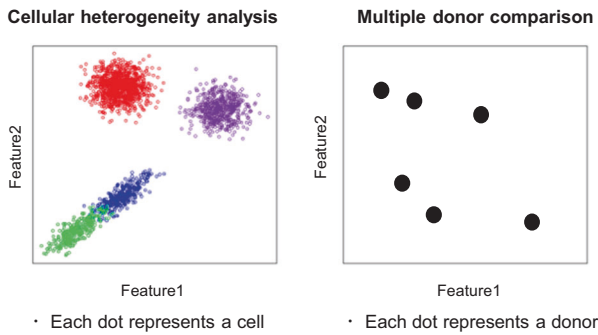 Cellular heterogeneity analysis
Feature2
Feature1
· Each dot represents a cell
Multiple donor comparison
Feature2
Feature1
· Each dot represents a donor